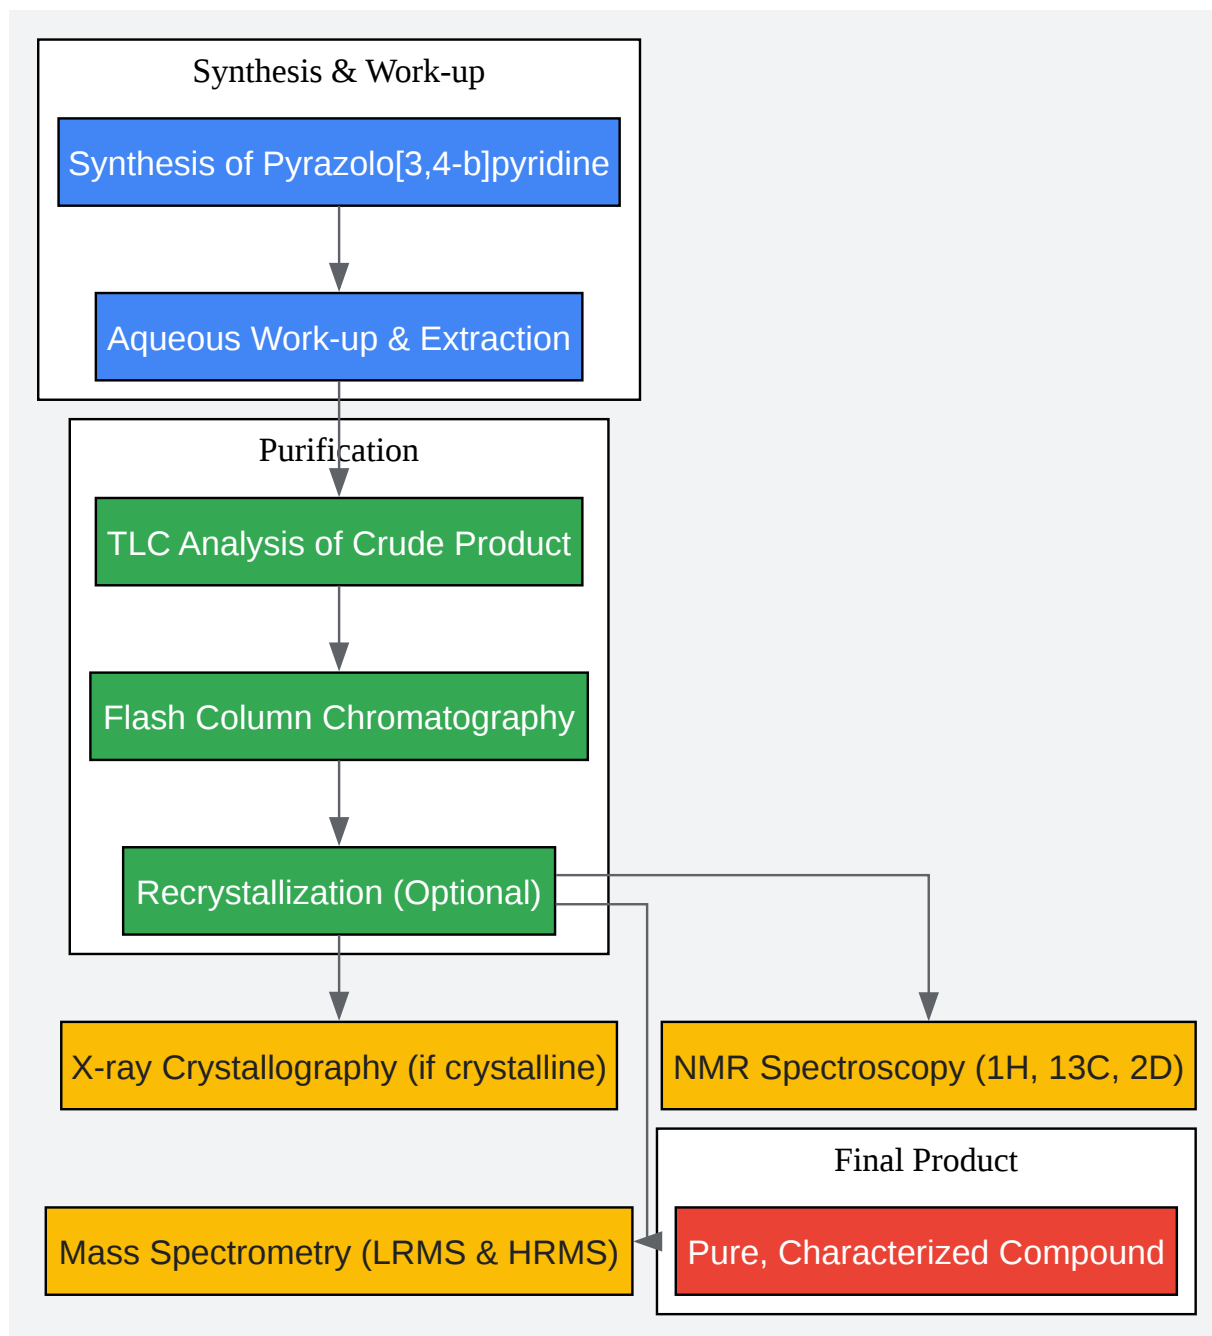 Synthesis & Work-up
Synthesis of Pyrazolo[3,4-b]pyridine
Aqueous Work-up & Extraction
Purification
TLC Analysis of Crude Product
Flash Column Chromatography
Recrystallization (Optional)
X-ray Crystallography (if crystalline)
NMR Spectroscopy (1H, 13C, 2D)
Final Product
Mass Spectrometry (LRMS & HRMS)
Pure, Characterized Compound